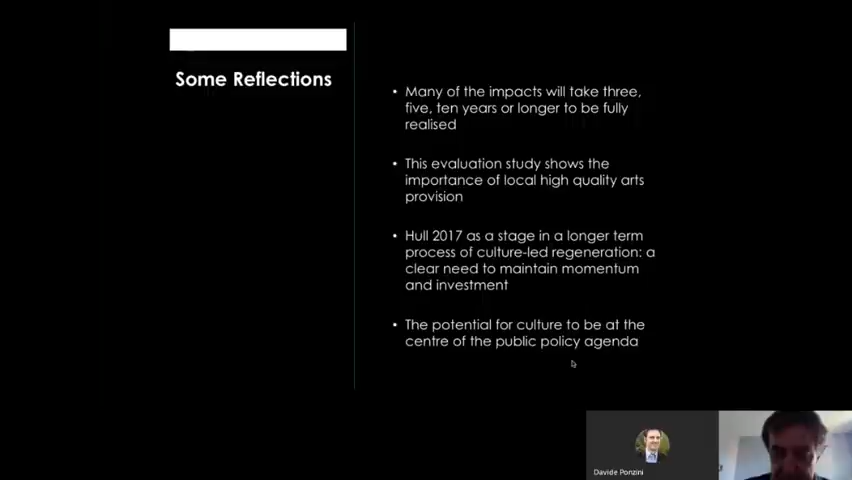 Some Reflections
• Many of the impacts will take three,
five, ten years or longer to be fully
realised
• This evaluation study shows the
importance of local high quality arts
provision
• Hull 2017 as a stage in a longer term
process of culture-led regeneration: a
clear need to maintain momentum
and investment
• The potential for culture to be at the
centre of the public policy agenda
Davide Ponzini